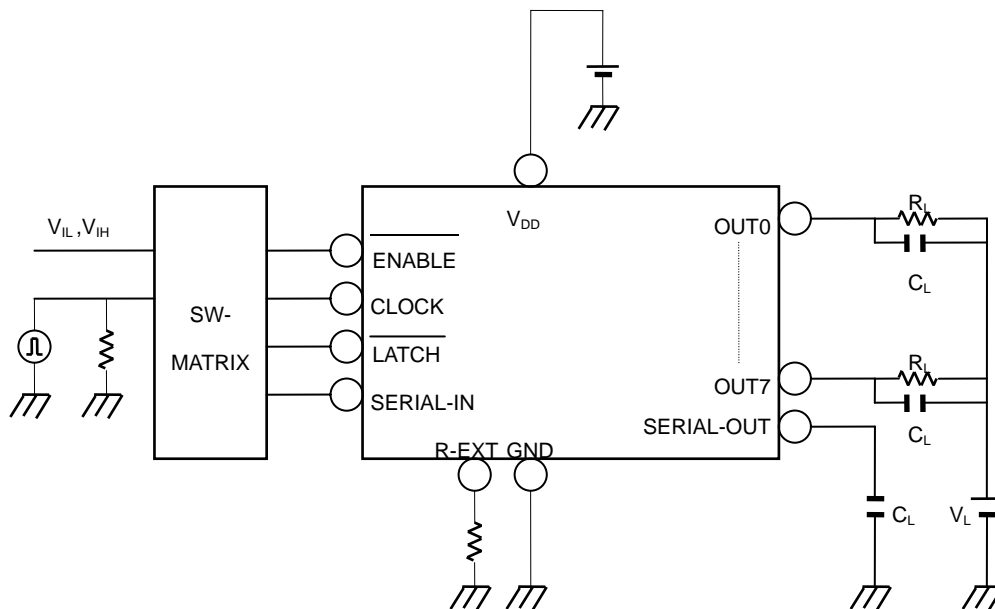 V_DD
V_IL ,V_IH
SW-
MATRIX
ENABLE
CLOCK
LATCH
SERIAL-IN
R-EXT GND
OUT0
OUT7
SERIAL-OUT
R_L
C_L
R_L
C_L
C_L
V_L